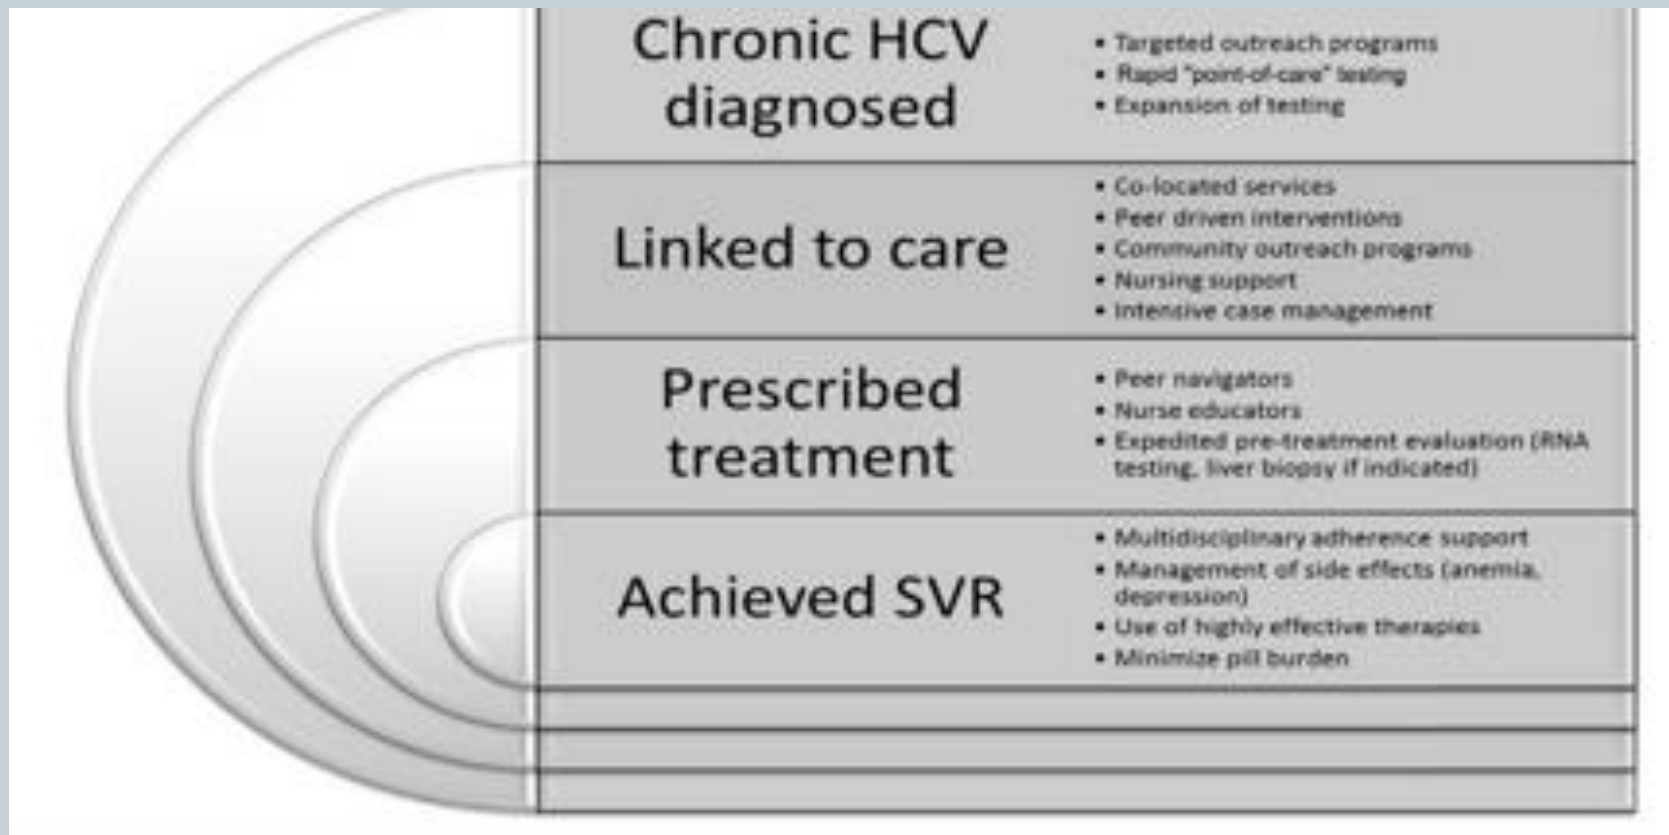 Chronic HCV
diagnosed
• Targeted outreach programs
• Rapid "point-of-care" testing
• Expansion of testing
Linked to care
• Co-located services
• Peer driven interventions
• Community outreach programs
• Nursing support
• Intensive case management
Prescribed
treatment
• Peer navigators
• Nurse educators
• Expedited pre-treatment evaluation (RNA
testing, liver biopsy if indicated)
Achieved SVR
• Multidisciplinary adherence support
• Management of side effects (anemia,
depression)
• Use of highly effective therapies
• Minimize pill burden